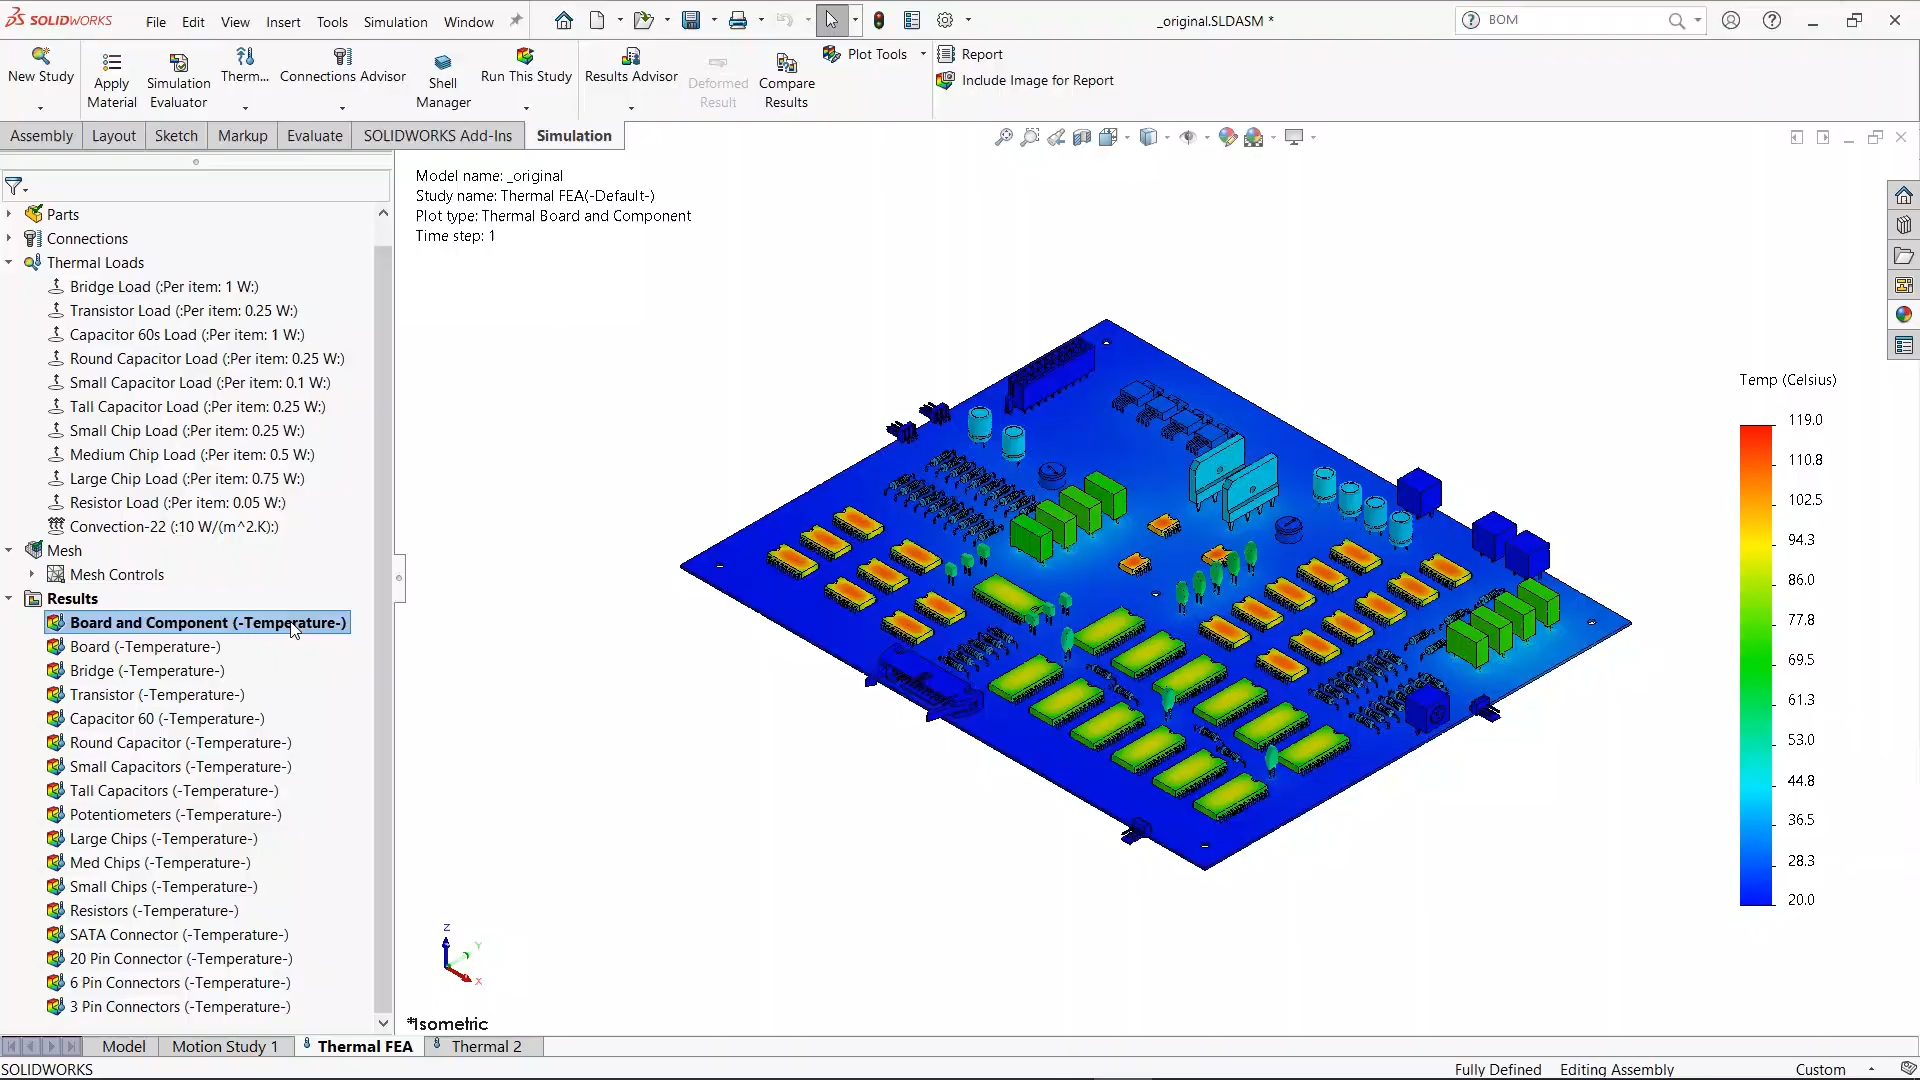 SOLIDWORKS
File Edit View Insert Tools Simulation Window
_original.SLDASM *
BOM
New Study
Apply Material
Simulation Evaluator
Therm...
Connections Advisor
Shell Manager
Run This Study
Results Advisor
Deformed Result
Compare Results
Plot Tools
Report
Include Image for Report
Assembly Layout Sketch Markup Evaluate SOLIDWORKS Add-Ins Simulation
Parts
Connections
Thermal Loads
Bridge Load (:Per item: 1 W:)
Transistor Load (:Per item: 0.25 W:)
Capacitor 60s Load (:Per item: 1 W:)
Round Capacitor Load (:Per item: 0.25 W:)
Small Capacitor Load (:Per item: 0.1 W:)
Tall Capacitor Load (:Per item: 0.25 W:)
Small Chip Load (:Per item: 0.25 W:)
Medium Chip Load (:Per item: 0.5 W:)
Large Chip Load (:Per item: 0.75 W:)
Resistor Load (:Per item: 0.05 W:)
Convection-22 (:10 W/(m^2.K):)
Mesh
Mesh Controls
Results
Board and Component (-Temperature-)
Board (-Temperature-)
Bridge (-Temperature-)
Transistor (-Temperature-)
Capacitor 60 (-Temperature-)
Round Capacitor (-Temperature-)
Small Capacitors (-Temperature-)
Tall Capacitors (-Temperature-)
Potentiometers (-Temperature-)
Large Chips (-Temperature-)
Med Chips (-Temperature-)
Small Chips (-Temperature-)
Resistors (-Temperature-)
SATA Connector (-Temperature-)
20 Pin Connector (-Temperature-)
6 Pin Connectors (-Temperature-)
3 Pin Connectors (-Temperature-)
Model name: _original
Study name: Thermal FEA(-Default-)
Plot type: Thermal Board and Component
Time step: 1
Temp (Celsius)
119.0
110.8
102.5
94.3
86.0
77.8
69.5
61.3
53.0
44.8
36.5
28.3
20.0
Z
Y
X
*Isometric
Model Motion Study 1 Thermal FEA Thermal 2
SOLIDWORKS
Fully Defined Editing Assembly Custom